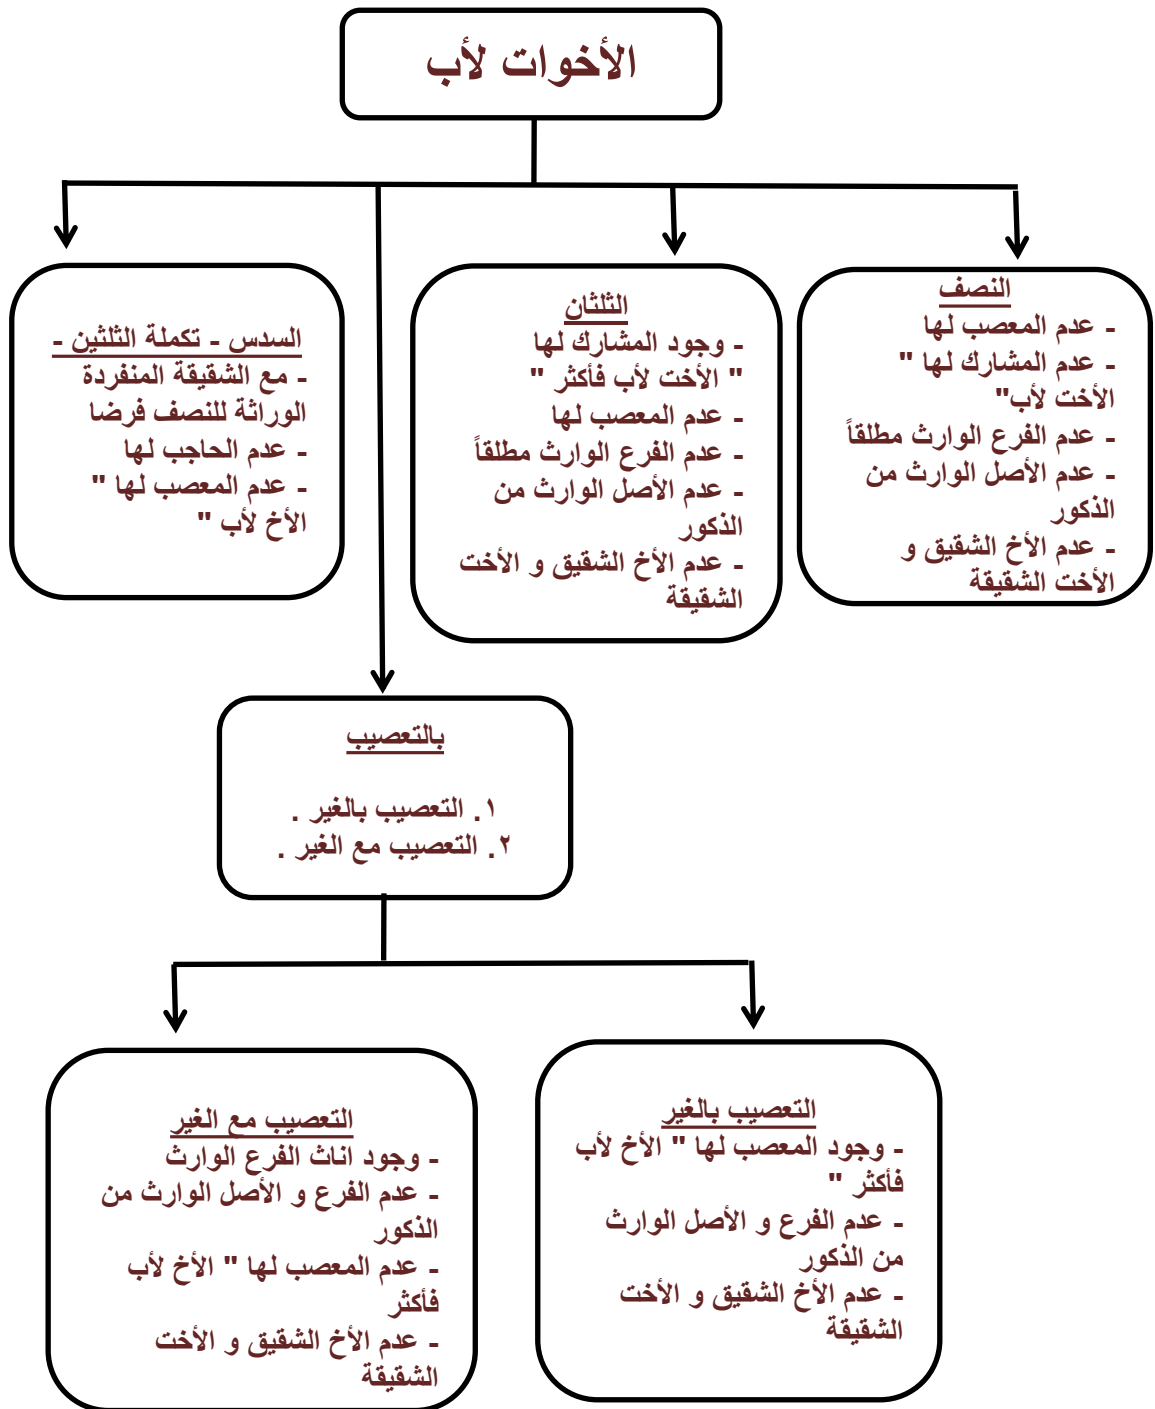 الأخوات لأب
النصف
- عدم المعصب لها
- عدم المشارك لها "
الأخت لأب"
- عدم الفرع الوارث مطلقاً
- عدم الأصل الوارث من
الذكور
- عدم الأخ الشقيق و
الأخت الشقيقة
الثلثان
- وجود المشارك لها
" الأخت لأب فأكثر "
- عدم المعصب لها
- عدم الفرع الوارث مطلقاً
- عدم الأصل الوارث من
الذكور
- عدم الأخ الشقيق و الأخت
الشقيقة
السدس - تكملة الثلثين -
- مع الشقيقة المنفردة
الوراثة للنصف فرضا
- عدم الحاجب لها
- عدم المعصب لها "
الأخ لأب "
بالتعصيب
١. التعصيب بالغير .
٢. التعصيب مع الغير .
التعصيب بالغير
- وجود المعصب لها " الأخ لأب
فأكثر "
- عدم الفرع و الأصل الوارث
من الذكور
- عدم الأخ الشقيق و الأخت
الشقيقة
التعصيب مع الغير
- وجود اناث الفرع الوارث
- عدم الفرع و الأصل الوارث من
الذكور
- عدم المعصب لها " الأخ لأب
فأكثر
- عدم الأخ الشقيق و الأخت
الشقيقة